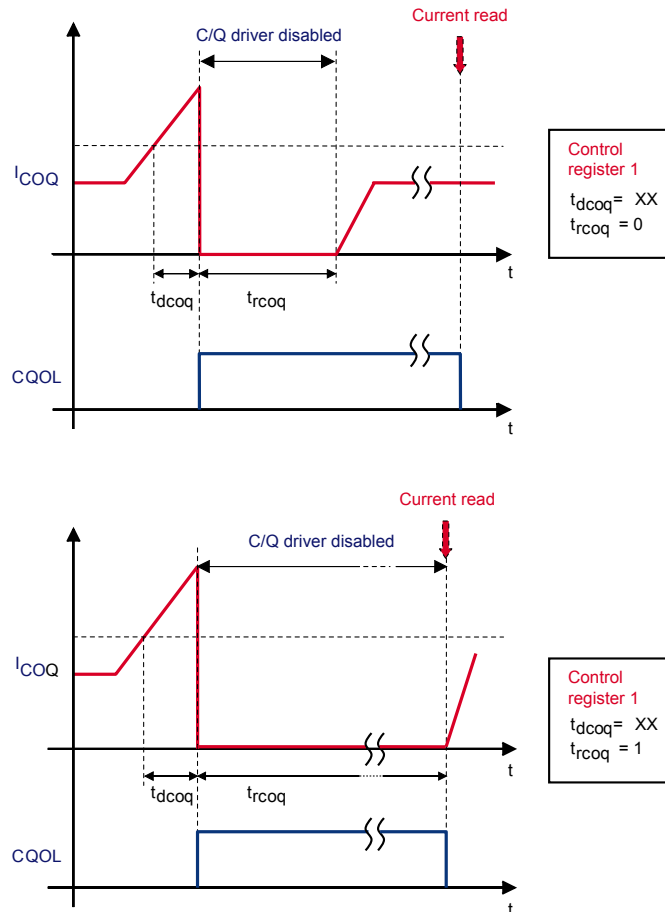 Current read
C/Q driver disabled
ICOQ
Control
register 1
tdcoq= XX
trcoq = 0
t
tdcoq
trcoq
CQOL
t
Current read
C/Q driver disabled
ICOQ
Control
register 1
tdcoq= XX
trcoq = 1
t
tdcoq
trcoq
CQOL
t